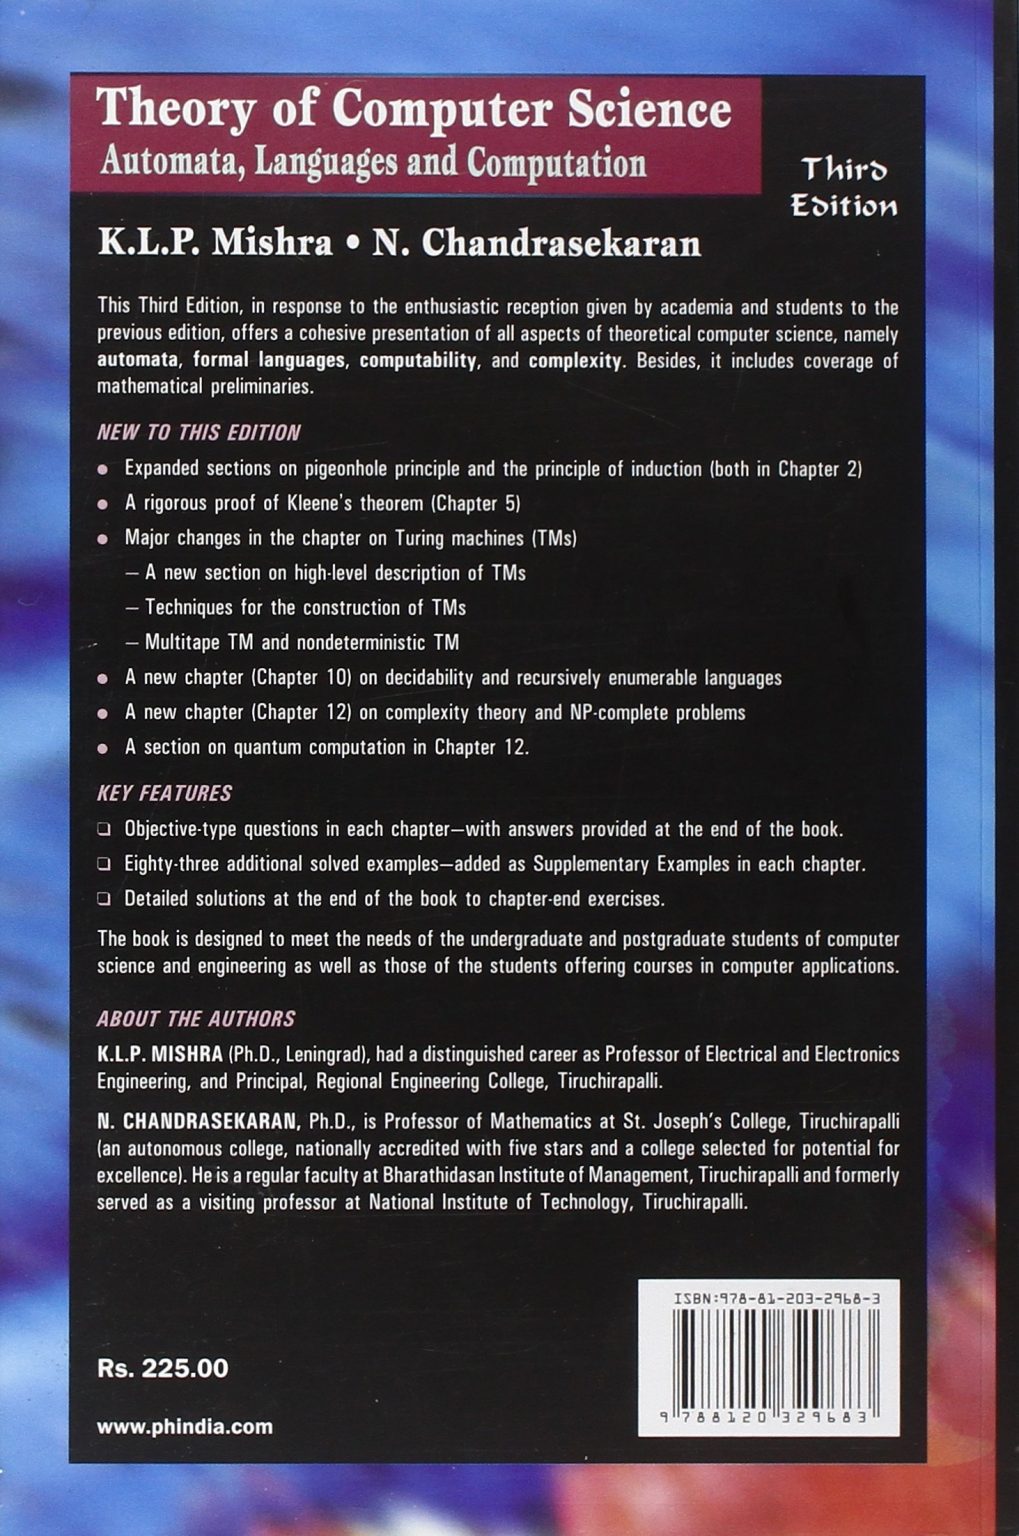 Theory of Computer Science
Automata, Languages and Computation
Third
Edition
K.L.P. Mishra • N. Chandrasekaran
This Third Edition, in response to the enthusiastic reception given by academia and students to the
previous edition, offers a cohesive presentation of all aspects of theoretical computer science, namely
automata, formal languages, computability, and complexity. Besides, it includes coverage of
mathematical preliminaries.
NEW TO THIS EDITION
● Expanded sections on pigeonhole principle and the principle of induction (both in Chapter 2)
● A rigorous proof of Kleene's theorem (Chapter 5)
● Major changes in the chapter on Turing machines (TMs)
– A new section on high-level description of TMs
– Techniques for the construction of TMs
– Multitape TM and nondeterministic TM
● A new chapter (Chapter 10) on decidability and recursively enumerable languages
● A new chapter (Chapter 12) on complexity theory and NP-complete problems
● A section on quantum computation in Chapter 12.
KEY FEATURES
❑ Objective-type questions in each chapter—with answers provided at the end of the book.
❑ Eighty-three additional solved examples—added as Supplementary Examples in each chapter.
❑ Detailed solutions at the end of the book to chapter-end exercises.
The book is designed to meet the needs of the undergraduate and postgraduate students of computer
science and engineering as well as those of the students offering courses in computer applications.
ABOUT THE AUTHORS
K.L.P. MISHRA (Ph.D., Leningrad), had a distinguished career as Professor of Electrical and Electronics
Engineering, and Principal, Regional Engineering College, Tiruchirapalli.
N. CHANDRASEKARAN, Ph.D., is Professor of Mathematics at St. Joseph's College, Tiruchirapalli
(an autonomous college, nationally accredited with five stars and a college selected for potential for
excellence). He is a regular faculty at Bharathidasan Institute of Management, Tiruchirapalli and formerly
served as a visiting professor at National Institute of Technology, Tiruchirapalli.
ISBN:978-81-203-2968-3
9 788120 329683
Rs. 225.00
www.phindia.com